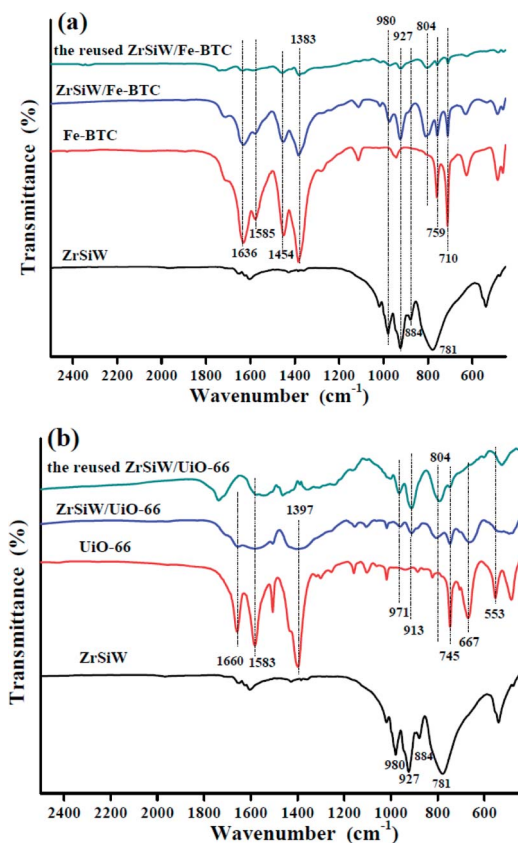 (a)
1383
980
927
804
the reused ZrSiW/Fe-BTC
ZrSiW/Fe-BTC
Fe-BTC
ZrSiW
1636
1585
1454
884
781
759
710
Transmittance (%)
2400 2200 2000 1800 1600 1400 1200 1000 800 600
Wavenumber (cm-1)
(b)
804
the reused ZrSiW/UiO-66
1397
ZrSiW/UiO-66
UiO-66
ZrSiW
1660
1583
971
913
745
667
553
980
927
884
781
Transmittance (%)
2400 2200 2000 1800 1600 1400 1200 1000 800 600
Wavenumber (cm-1)